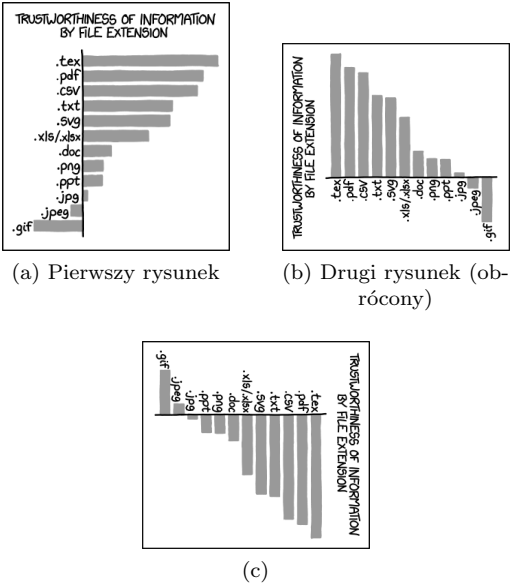 TRUSTWORTHINESS OF INFORMATION
BY FILE EXTENSION
.tex
.pdf
.csv
.txt
.svg
.xls/.xlsx
.doc
.png
.ppt
.jpg
.jpeg
.gif
(a) Pierwszy rysunek
TRUSTWORTHINESS OF INFORMATION
BY FILE EXTENSION
.tex
.pdf
.csv
.txt
.svg
.xls/.xlsx
.doc
.png
.ppt
.jpg
.jpeg
.gif
(b) Drugi rysunek (ob-
rócony)
.gif
.jpeg
.jpg
.ppt
.png
.doc
.xls/.xlsx
.svg
.txt
.csv
.pdf
.tex
TRUSTWORTHINESS OF INFORMATION
BY FILE EXTENSION
(c)